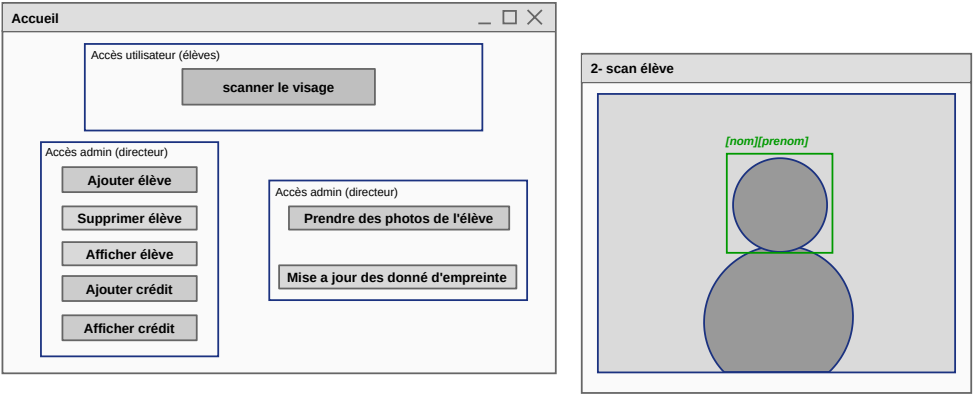 Accueil
Accès utilisateur (élèves)
scanner le visage
Accès admin (directeur)
Ajouter élève
Supprimer élève
Afficher élève
Ajouter crédit
Afficher crédit
Accès admin (directeur)
Prendre des photos de l'élève
Mise a jour des donné d'empreinte
2- scan élève
[nom][prenom]